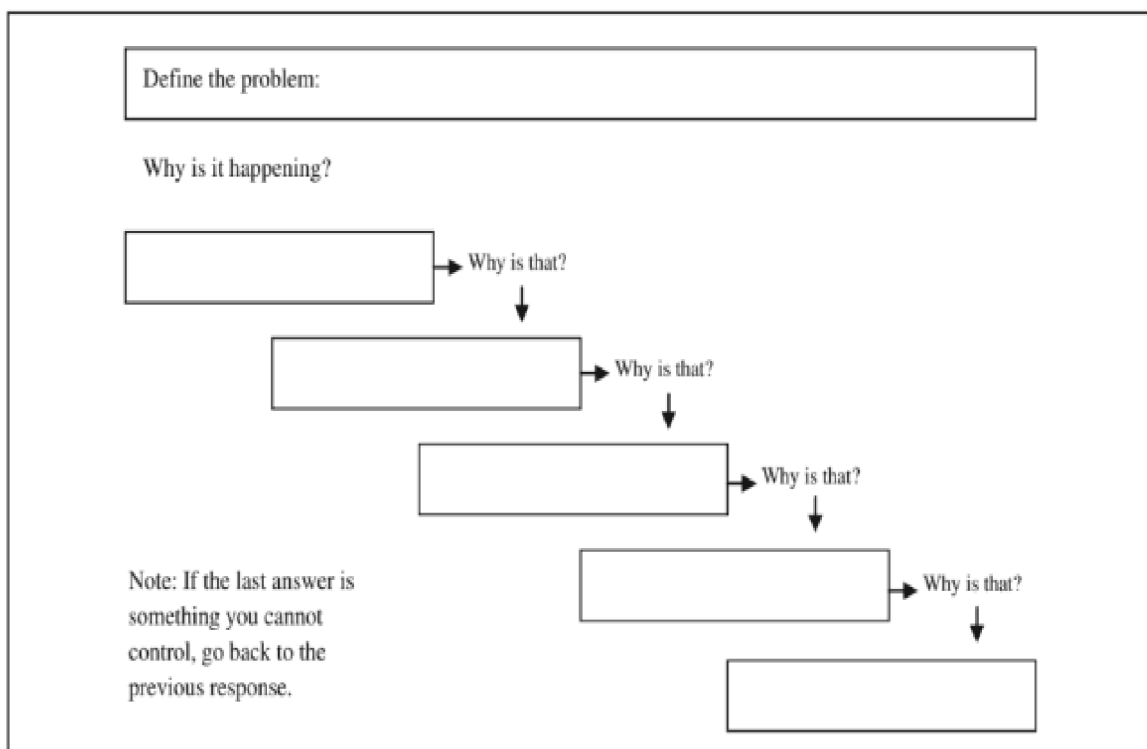 Define the problem:
Why is it happening?
Why is that?
Why is that?
Why is that?
Why is that?
Note: If the last answer is
something you cannot
control, go back to the
previous response.